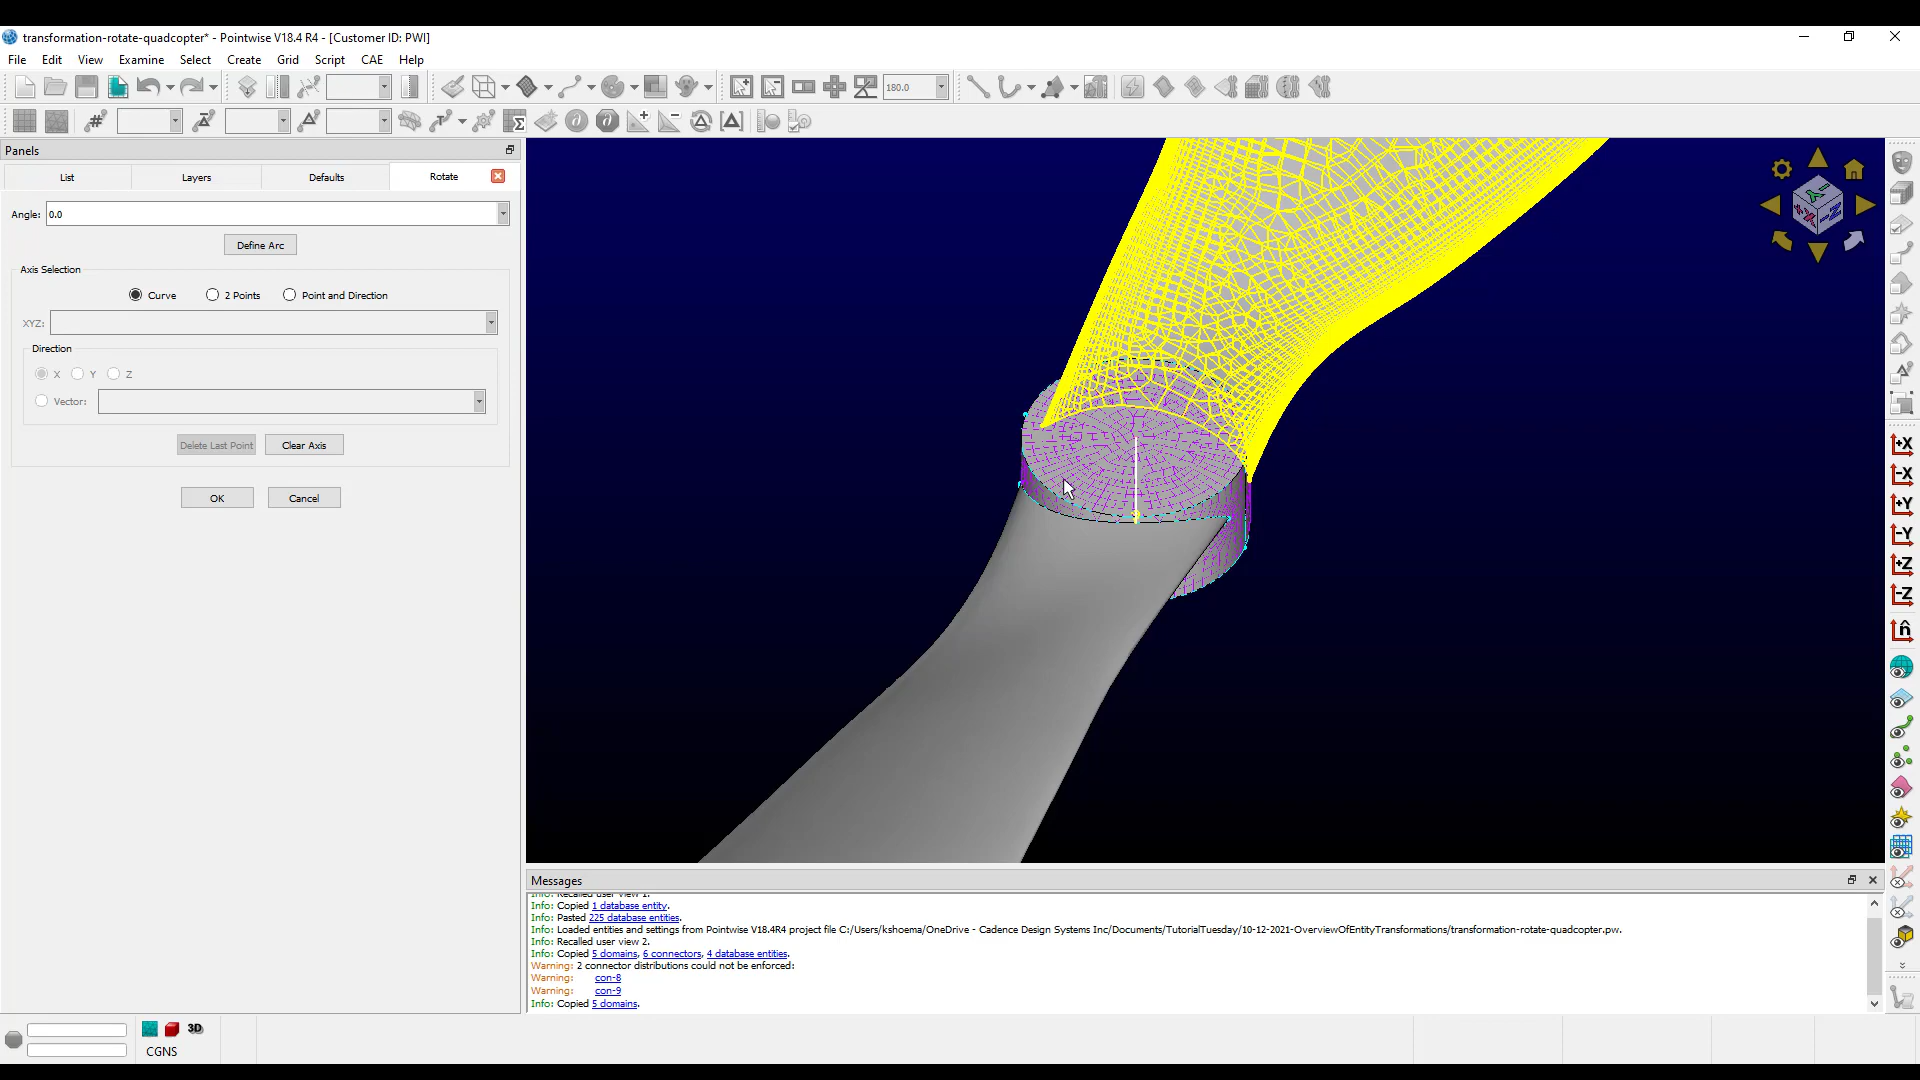 transformation-rotate-quadcopter* - Pointwise V18.4 R4 - [Customer ID: PWI]
File Edit View Examine Select Create Grid Script CAE Help
180.0
Panels
List Layers Defaults Rotate
Angle: 0.0
Define Arc
Axis Selection
Curve 2 Points Point and Direction
XYZ:
Direction
X Y Z
Vector:
Delete Last Point Clear Axis
OK Cancel
+X -Z
+X
-X
+Y
-Y
+Z
-Z
n̂
Messages
Info: Recalled user view 1.
Info: Copied 1 database entity.
Info: Pasted 225 database entities.
Info: Loaded entities and settings from Pointwise V18.4R4 project file C:/Users/kshoema/OneDrive - Cadence Design Systems Inc/Documents/TutorialTuesday/10-12-2021-OverviewOfEntityTransformations/transformation-rotate-quadcopter.pw.
Info: Recalled user view 2.
Info: Copied 5 domains, 6 connectors, 4 database entities.
Warning: 2 connector distributions could not be enforced:
Warning: con-8
Warning: con-9
Info: Copied 5 domains.
3D
CGNS